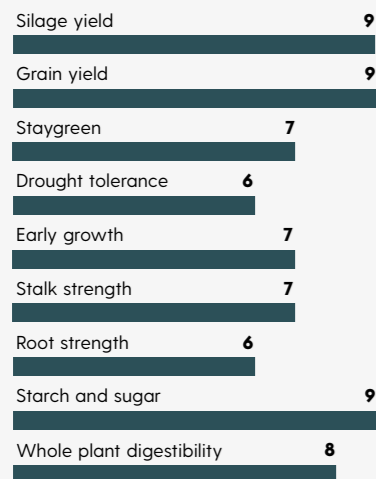 Silage yield 9
Grain yield 9
Staygreen 7
Drought tolerance 6
Early growth 7
Stalk strength 7
Root strength 6
Starch and sugar 9
Whole plant digestibility 8